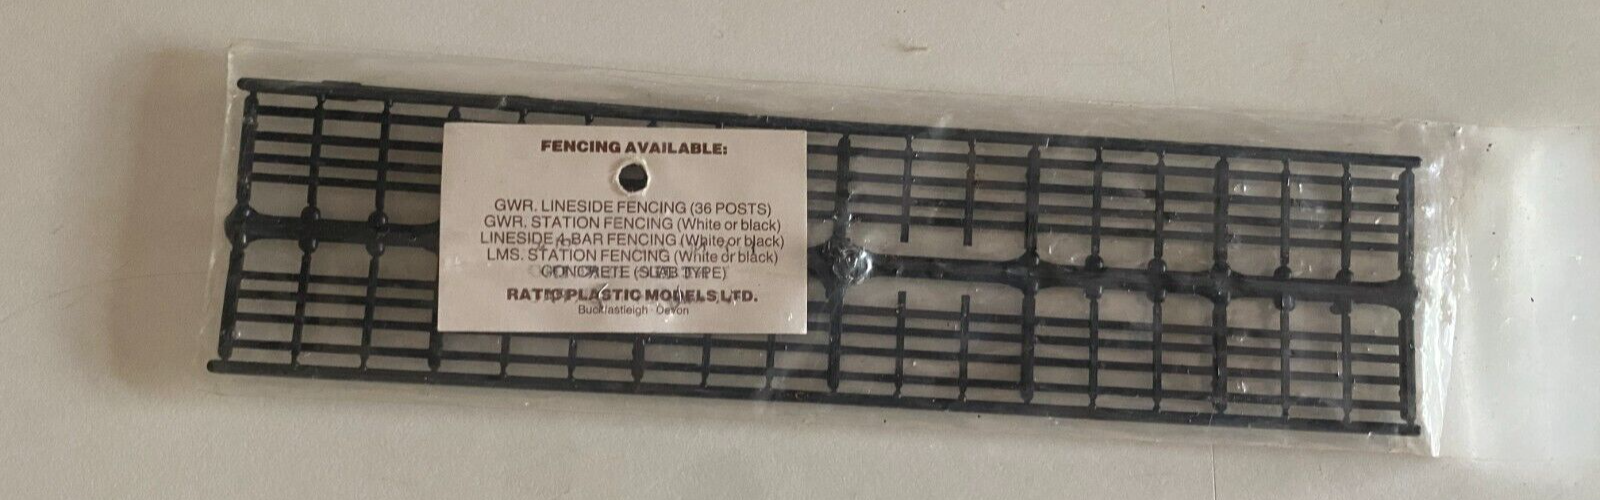 FENCING AVAILABLE:
GWR. LINESIDE FENCING (36 POSTS)
GWR. STATION FENCING (White or black)
LINESIDE 4-BAR FENCING (White or black)
LMS. STATION FENCING (White or black)
CONCRETE (SLAB TYPE)
RATIO PLASTIC MODELS LTD.
Buckfastleigh Devon